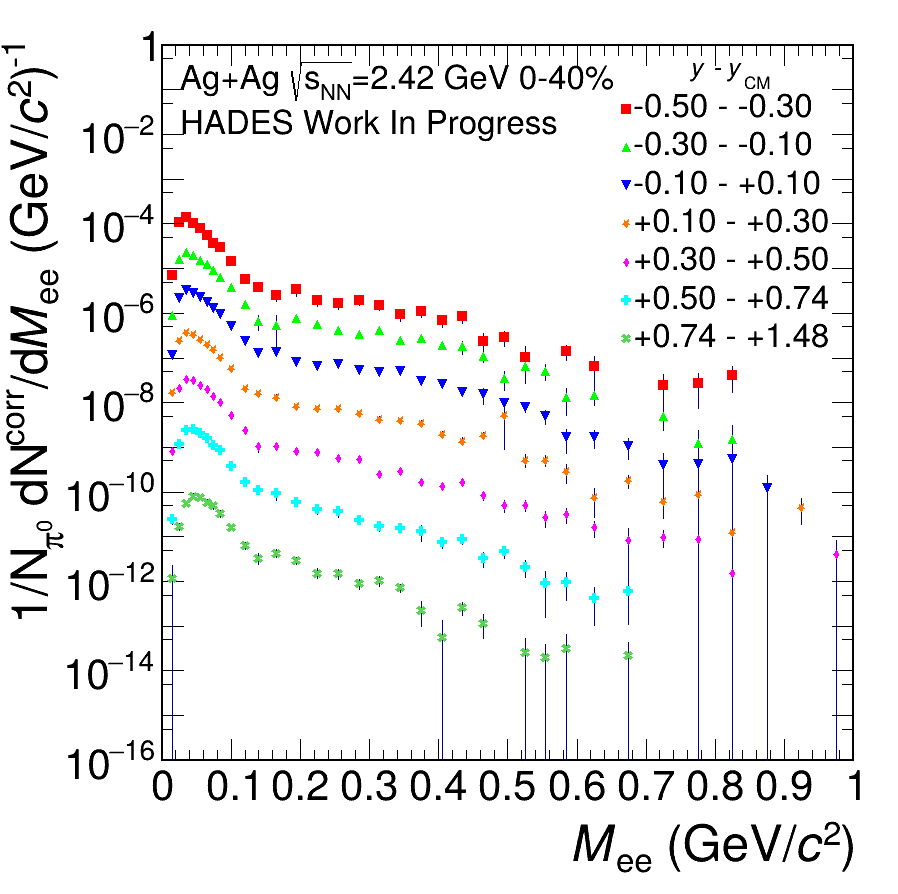 Ag+Ag √sNN=2.42 GeV 0-40%
HADES Work In Progress
y - yCM
-0.50 - -0.30
-0.30 - -0.10
-0.10 - +0.10
+0.10 - +0.30
+0.30 - +0.50
+0.50 - +0.74
+0.74 - +1.48
1/Nπ⁰ dNcorr/dMee (GeV/c²)⁻¹
1
10⁻²
10⁻⁴
10⁻⁶
10⁻⁸
10⁻¹⁰
10⁻¹²
10⁻¹⁴
10⁻¹⁶
0 0.1 0.2 0.3 0.4 0.5 0.6 0.7 0.8 0.9 1
Mee (GeV/c²)